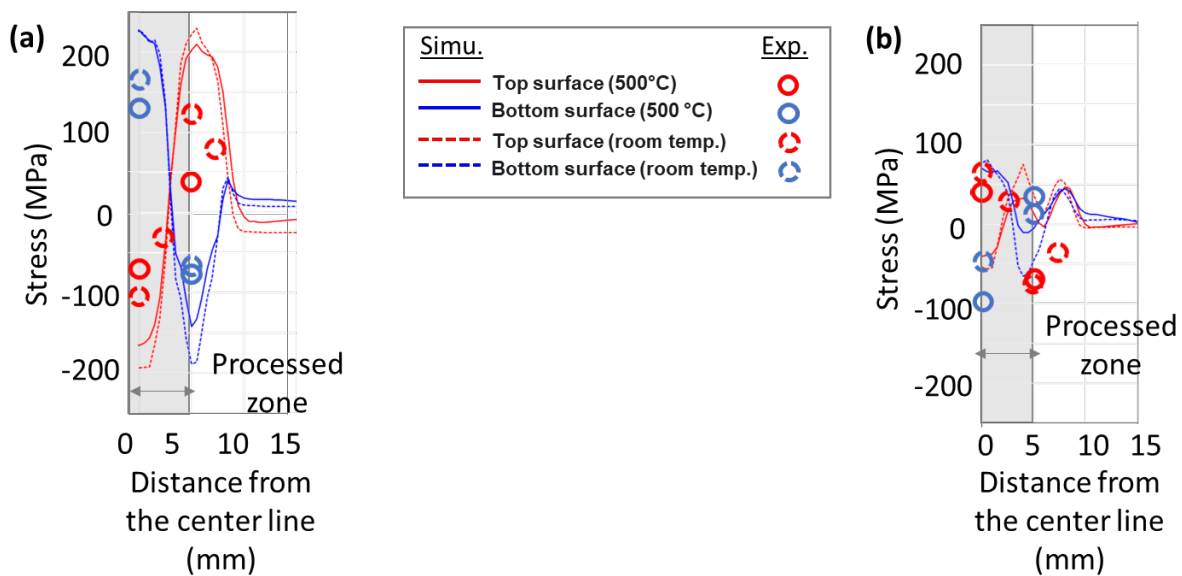 (a)
Stress (MPa)
200
100
0
-100
-200
Processed
zone
0 5 10 15
Distance from
the center line
(mm)
Simu. Exp.
Top surface (500°C)
Bottom surface (500 °C)
Top surface (room temp.)
Bottom surface (room temp.)
(b)
Stress (MPa)
200
100
0
-100
-200
Processed
zone
0 5 10 15
Distance from
the center line
(mm)